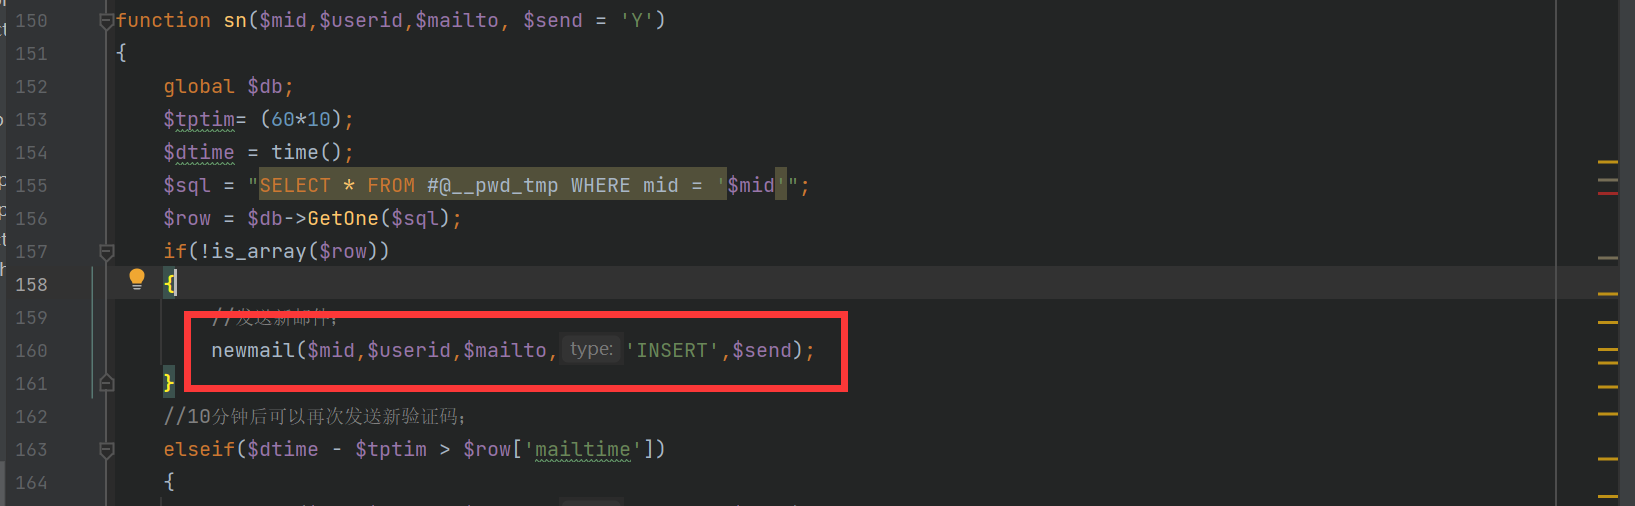 150 function sn($mid,$userid,$mailto, $send = 'Y')
151 {
152 global $db;
153 $tptim= (60*10);
154 $dtime = time();
155 $sql = "SELECT * FROM #@__pwd_tmp WHERE mid = '$mid'";
156 $row = $db->GetOne($sql);
157 if(!is_array($row))
158 {
159 //发送新邮件；
160 newmail($mid,$userid,$mailto, type: 'INSERT',$send);
161 }
162 //10分钟后可以再次发送新验证码；
163 elseif($dtime - $tptim > $row['mailtime'])
164 {